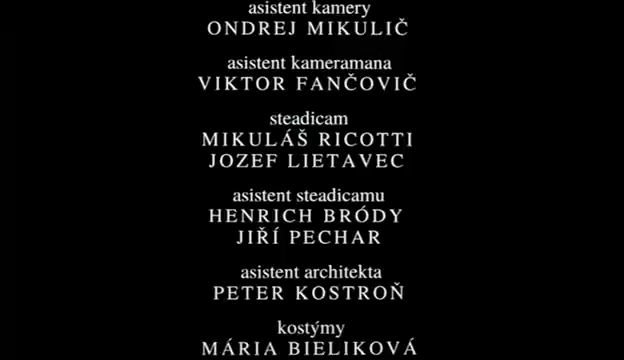 asistent kamery
ONDREJ MIKULIČ
asistent kameramana
VIKTOR FANČOVIČ
steadicam
MIKULÁŠ RICOTTI
JOZEF LIETAVEC
asistent steadicamu
HENRICH BRÓDY
JIŘÍ PECHAR
asistent architekta
PETER KOSTROŇ
kostýmy
MÁRIA BIELIKOVÁ